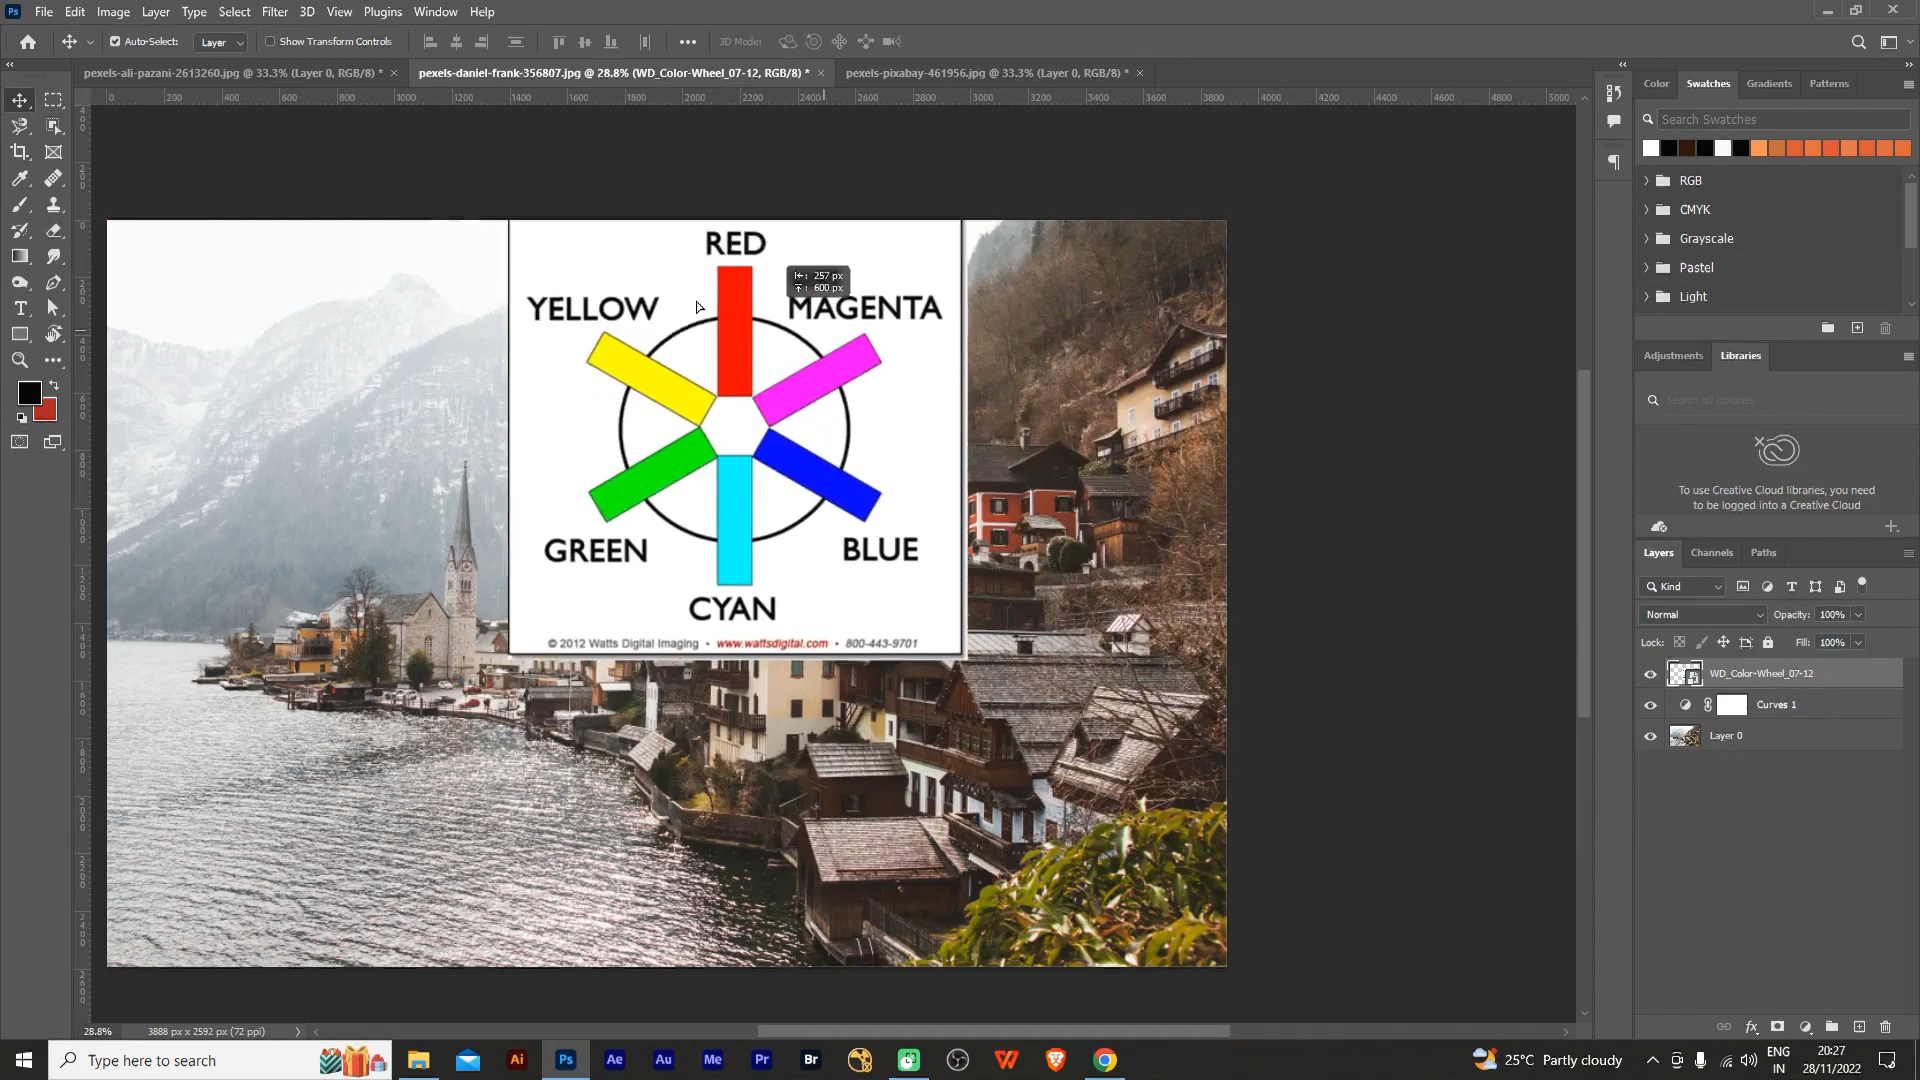 Ps File Edit Image Layer Type Select Filter 3D View Plugins Window Help
Auto-Select: Layer Show Transform Controls 3D Mode:
pexels-ali-pazani-2613260.jpg @ 33.3% (Layer 0, RGB/8) * × pexels-daniel-frank-356807.jpg @ 28.8% (WD_Color-Wheel_07-12, RGB/8) * × pexels-pixabay-461956.jpg @ 33.3% (Layer 0, RGB/8) * ×
0 200 400 600 800 1000 1200 1400 1600 1800 2000 2200 2400 2600 2800 3000 3200 3400 3600 3800 4000 4200 4400 4600 4800 5000
Color Swatches Gradients Patterns
Search Swatches
RGB
CMYK
Grayscale
Pastel
Light
RED
257 px
600 px
YELLOW
MAGENTA
GREEN
BLUE
CYAN
© 2012 Watts Digital Imaging • www.wattsdigital.com • 800-443-9701
Adjustments Libraries
Search all libraries
To use Creative Cloud libraries, you need
to be logged into a Creative Cloud
Layers Channels Paths
Kind
Normal Opacity: 100%
Lock: Fill: 100%
WD_Color-Wheel_07-12
Curves 1
Layer 0
28.8% 3888 px x 2592 px (72 ppi)
Type here to search
Ai Ps Ae Au Me Pr Br
25°C Partly cloudy
ENG
IN
20:27
28/11/2022